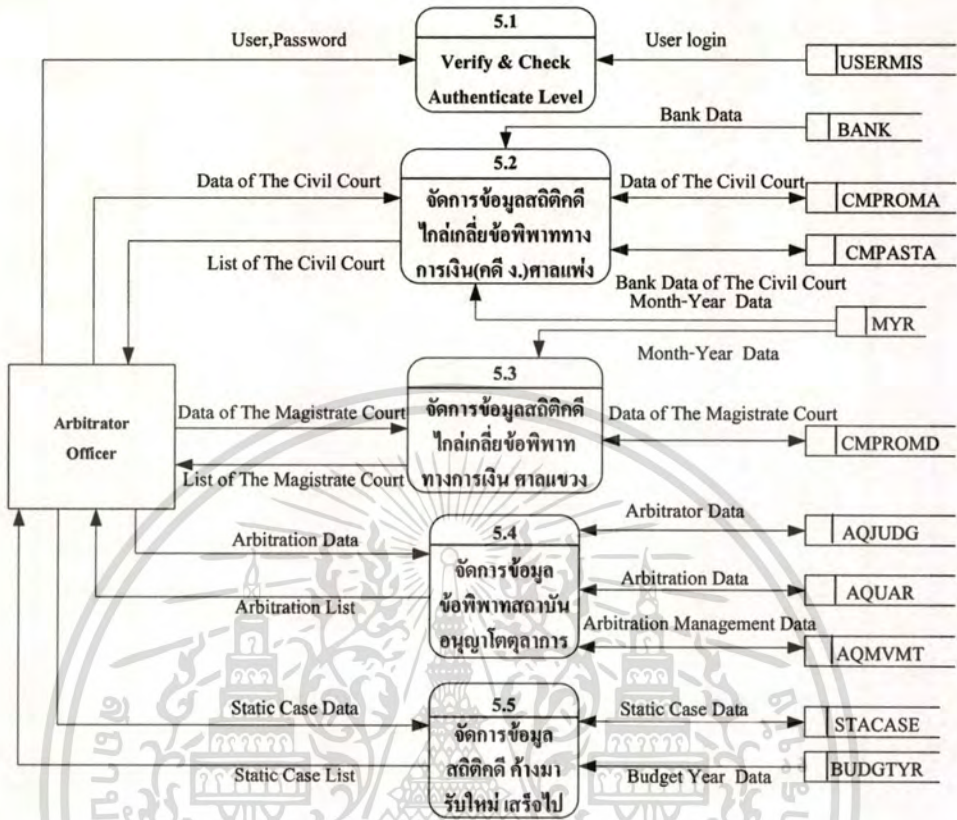 5.1
User,Password
User login
Verify & Check
Authenticate Level
USERMIS
Bank Data
BANK
5.2
Data of The Civil Court
จัดการข้อมูลสถิติคดี
ไกล่เกลี่ยข้อพิพาททาง
การเงิน(คดี ง.)ศาลแพ่ง
Data of The Civil Court
CMPROMA
List of The Civil Court
CMPASTA
Bank Data of The Civil Court
Month-Year Data
MYR
Month-Year Data
5.3
Arbitrator
Officer
Data of The Magistrate Court
จัดการข้อมูลสถิติคดี
ไกล่เกลี่ยข้อพิพาท
ทางการเงิน ศาลแขวง
Data of The Magistrate Court
CMPROMD
List of The Magistrate Court
5.4
Arbitration Data
จัดการข้อมูล
ข้อพิพาทสถาบัน
อนุญาโตตุลาการ
Arbitrator Data
AQJUDG
Arbitration List
Arbitration Data
AQUAR
Arbitration Management Data
AQMVMT
5.5
Static Case Data
จัดการข้อมูล
สถิติคดี ค้างมา
รับใหม่ เสร็จไป
Static Case Data
STACASE
Static Case List
Budget Year Data
BUDGTYR